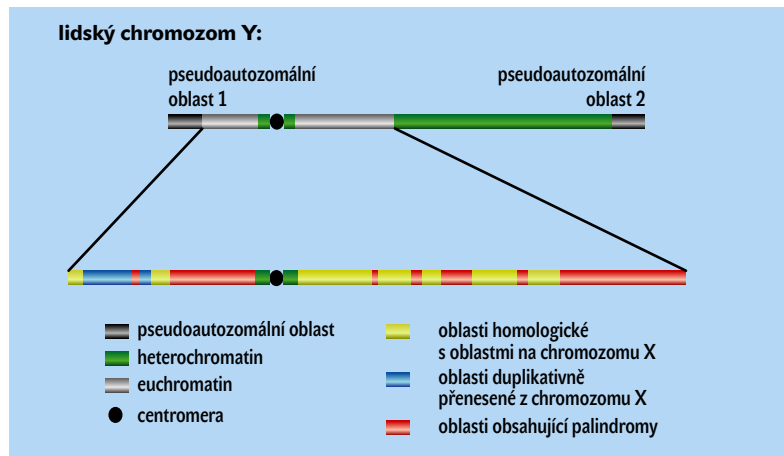 lidský chromozom Y:
pseudoautozomální
oblast 1
pseudoautozomální
oblast 2
pseudoautozomální oblast
heterochromatin
euchromatin
centromera
oblasti homologické
s oblastmi na chromozomu X
oblasti duplikativně
přenesené z chromozomu X
oblasti obsahující palindromy